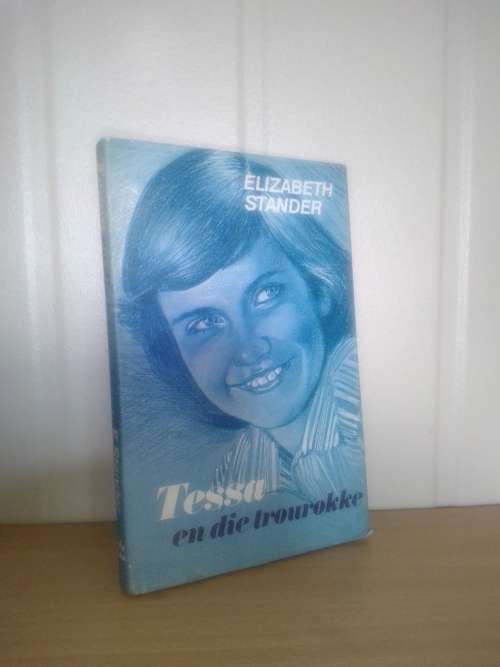 ELIZABETH
STANDER
Tessa
en die trourokke